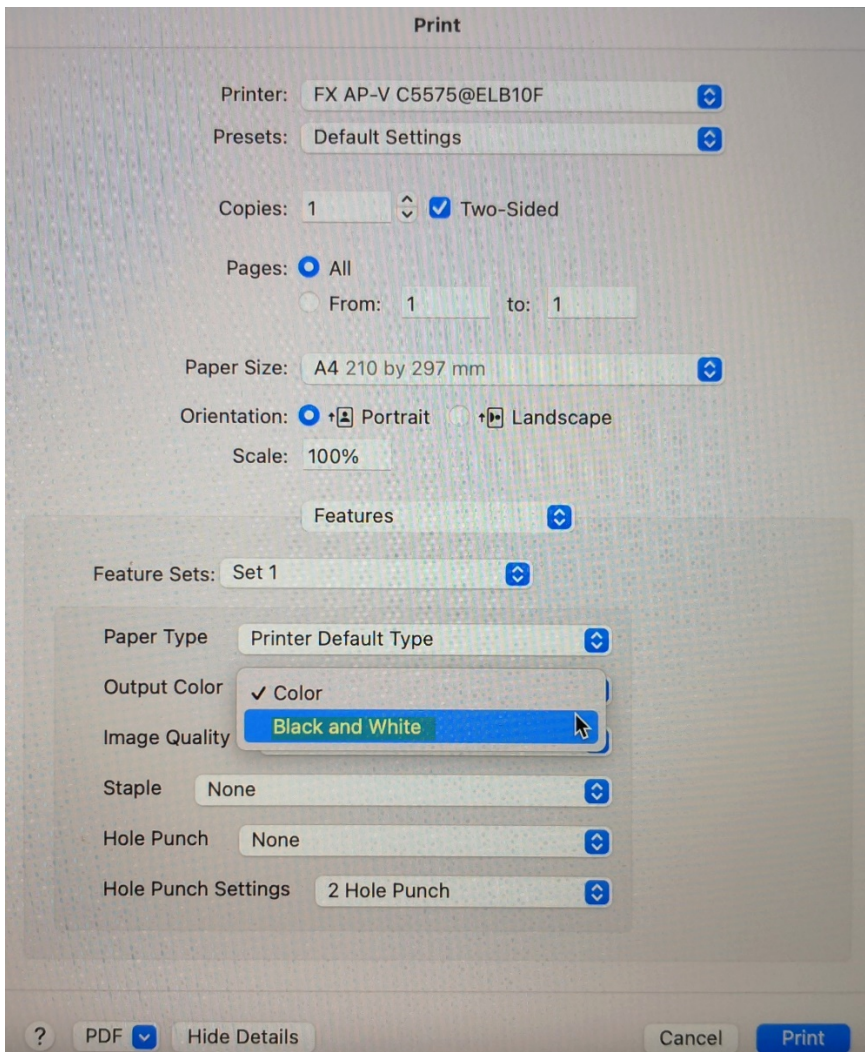 Print
Printer: FX AP-V C5575@ELB10F
Presets: Default Settings
Copies: 1 Two-Sided
Pages: All
From: 1 to: 1
Paper Size: A4 210 by 297 mm
Orientation: Portrait Landscape
Scale: 100%
Features
Feature Sets: Set 1
Paper Type Printer Default Type
Output Color ✓ Color
Black and White
Image Quality
Staple None
Hole Punch None
Hole Punch Settings 2 Hole Punch
? PDF Hide Details Cancel Print